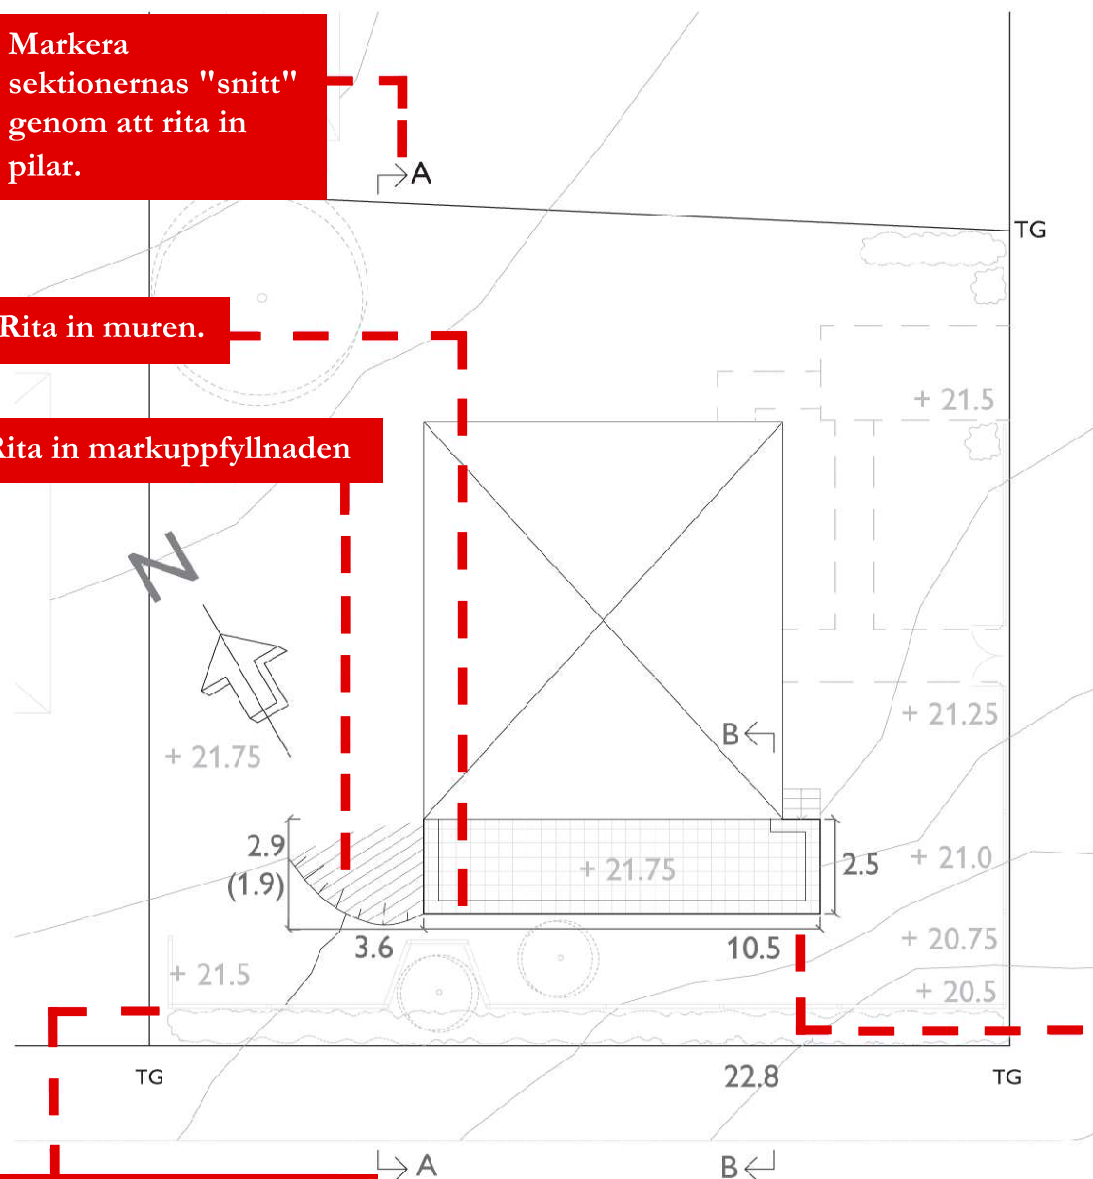 Markera
sektionernas "snitt"
genom att rita in
pilar.
A
TG
Rita in muren.
+ 21.5
Rita in markuppfyllnaden
N
+ 21.25
B
+ 21.75
2.9
(1.9)
+ 21.75
2.5
+ 21.0
3.6
10.5
+ 20.75
+ 21.5
+ 20.5
TG
22.8
TG
A
B